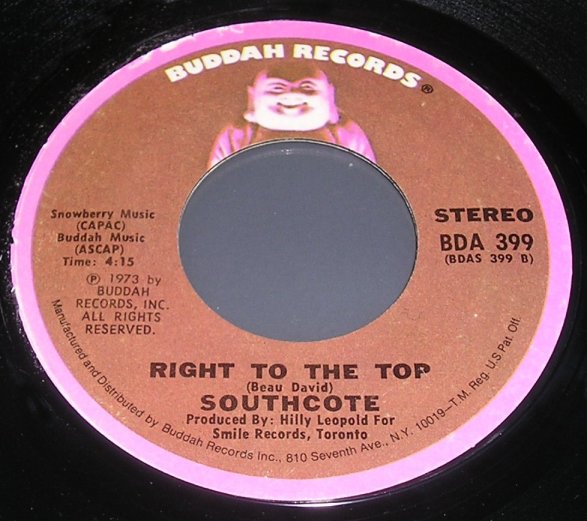 BUDDAH RECORDS®
Snowberry Music
(CAPAC)
Buddah Music
(ASCAP)
Time: 4:15
℗ 1973 by
BUDDAH
RECORDS, INC.
ALL RIGHTS
RESERVED.
STEREO
BDA 399
(BDAS 399 B)
RIGHT TO THE TOP
(Beau David)
SOUTHCOTE
Produced By: Hilly Leopold For
Smile Records, Toronto
Manufactured and Distributed by Buddah Records Inc., 810 Seventh Ave., N.Y. 10019—T.M. Reg. U.S. Pat. Off.